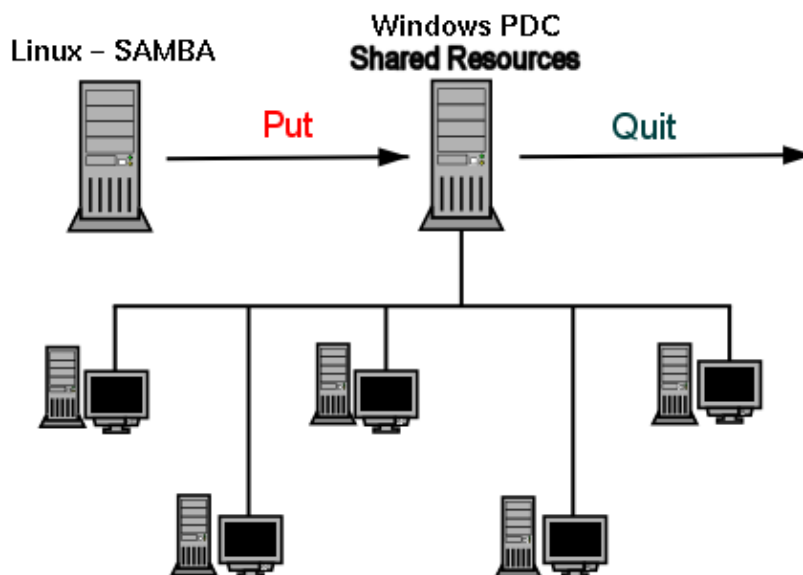 Linux – SAMBA
Windows PDC
Shared Resources
Put
Quit